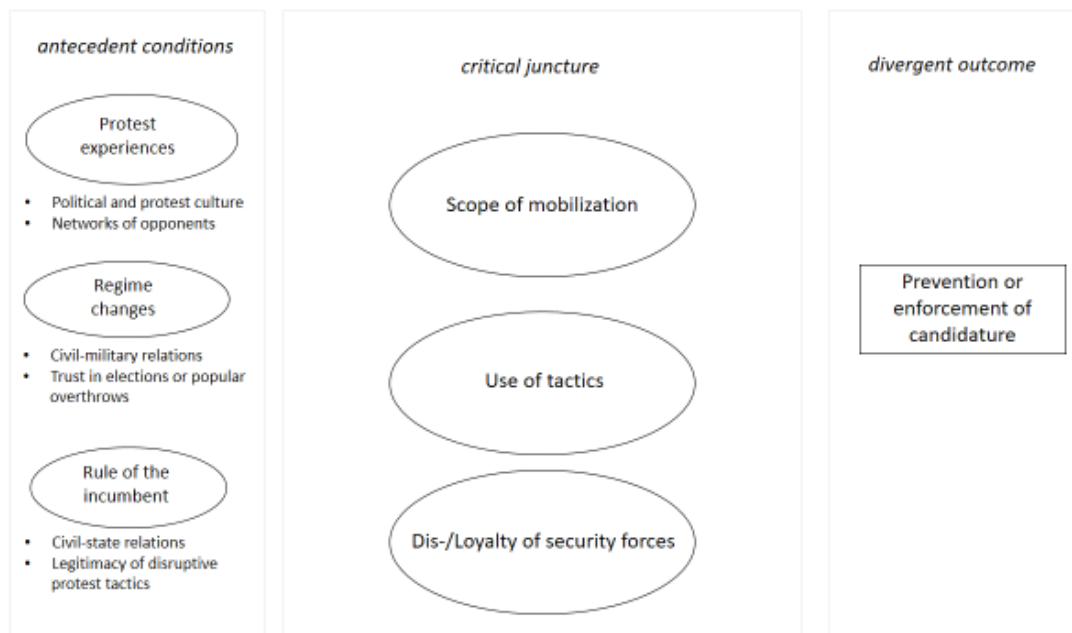 antecedent conditions
Protest
experiences
• Political and protest culture
• Networks of opponents
Regime
changes
• Civil-military relations
• Trust in elections or popular
overthrows
Rule of the
incumbent
• Civil-state relations
• Legitimacy of disruptive
protest tactics
critical juncture
Scope of mobilization
Use of tactics
Dis-/Loyalty of security forces
divergent outcome
Prevention or
enforcement of
candidature